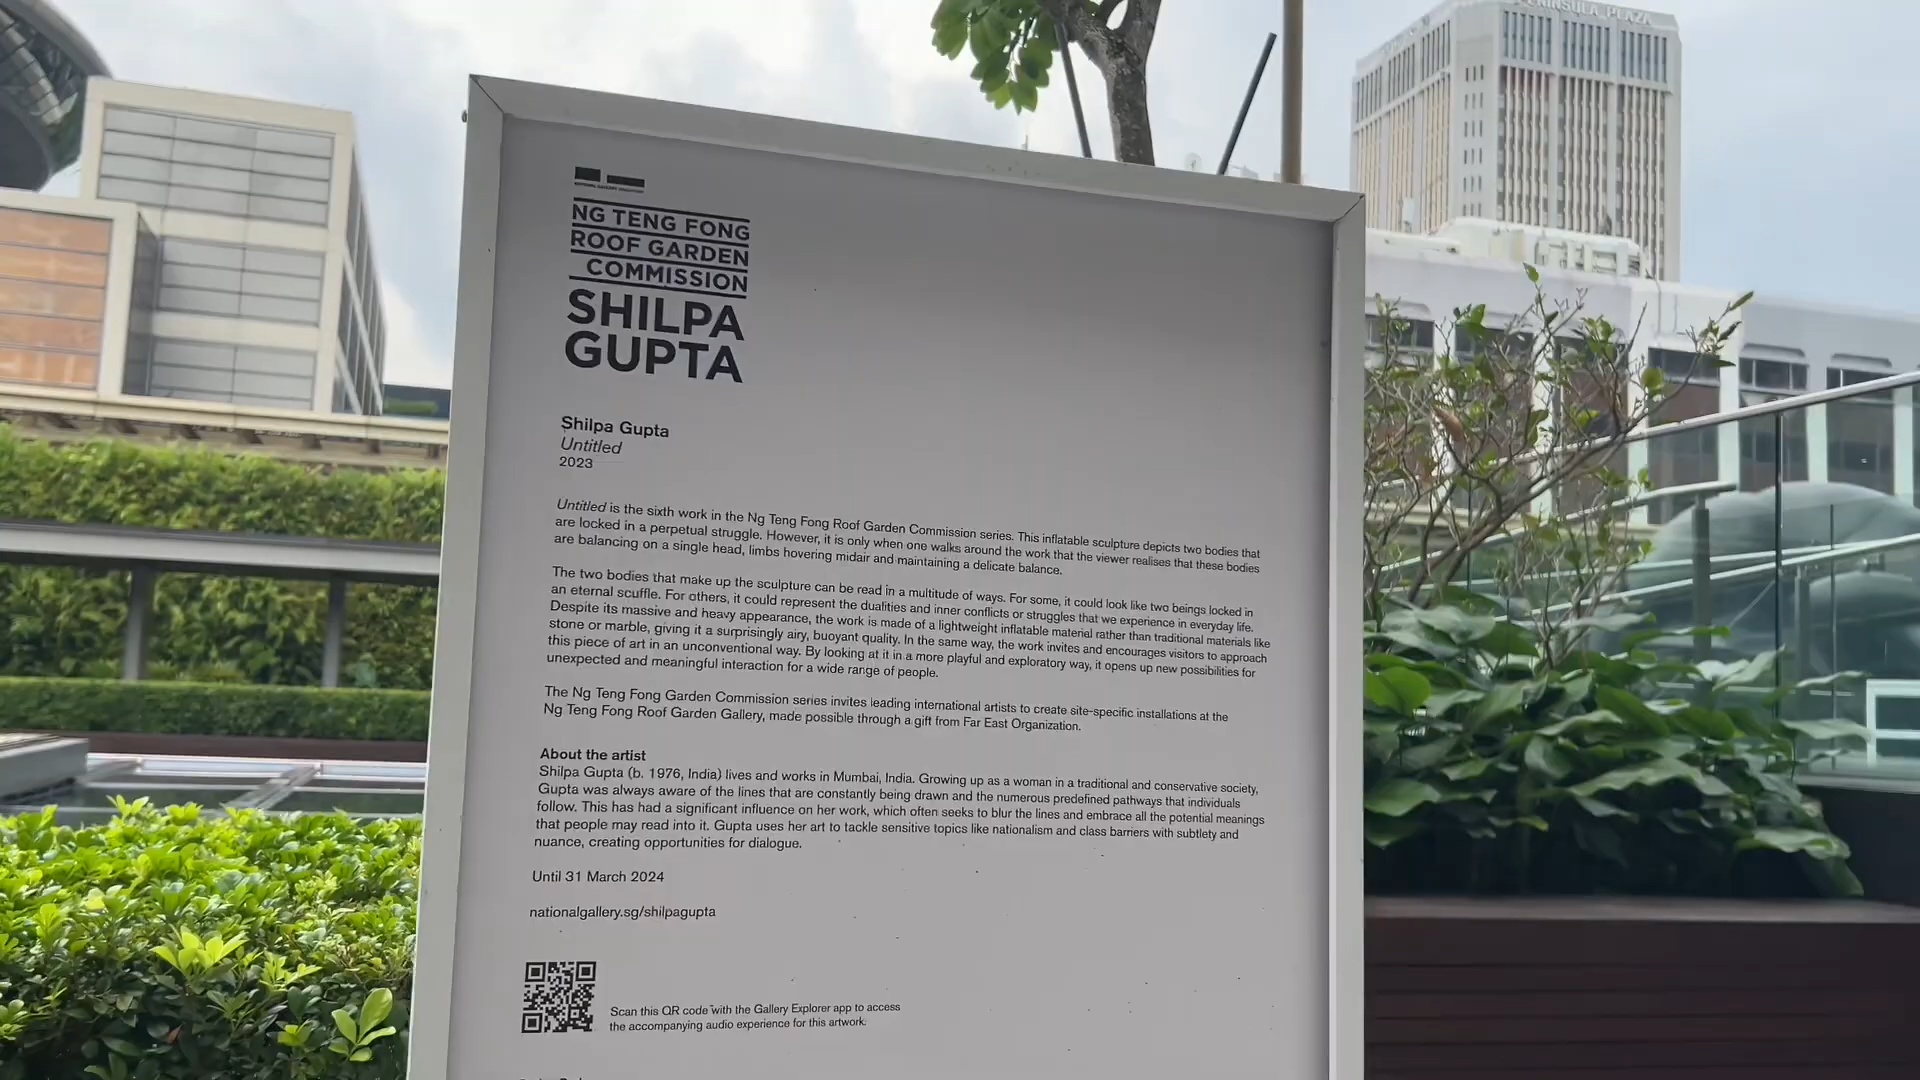 PENINSULA PLAZA
NATIONAL GALLERY SINGAPORE
NG TENG FONG
ROOF GARDEN
COMMISSION
SHILPA
GUPTA
Shilpa Gupta
Untitled
2023
Untitled is the sixth work in the Ng Teng Fong Roof Garden Commission series. This inflatable sculpture depicts two bodies that
are locked in a perpetual struggle. However, it is only when one walks around the work that the viewer realises that these bodies
are balancing on a single head, limbs hovering midair and maintaining a delicate balance.
The two bodies that make up the sculpture can be read in a multitude of ways. For some, it could look like two beings locked in
an eternal scuffle. For others, it could represent the dualities and inner conflicts or struggles that we experience in everyday life.
Despite its massive and heavy appearance, the work is made of a lightweight inflatable material rather than traditional materials like
stone or marble, giving it a surprisingly airy, buoyant quality. In the same way, the work invites and encourages visitors to approach
this piece of art in an unconventional way. By looking at it in a more playful and exploratory way, it opens up new possibilities for
unexpected and meaningful interaction for a wide range of people.
The Ng Teng Fong Garden Commission series invites leading international artists to create site-specific installations at the
Ng Teng Fong Roof Garden Gallery, made possible through a gift from Far East Organization.
About the artist
Shilpa Gupta (b. 1976, India) lives and works in Mumbai, India. Growing up as a woman in a traditional and conservative society,
Gupta was always aware of the lines that are constantly being drawn and the numerous predefined pathways that individuals
follow. This has had a significant influence on her work, which often seeks to blur the lines and embrace all the potential meanings
that people may read into it. Gupta uses her art to tackle sensitive topics like nationalism and class barriers with subtlety and
nuance, creating opportunities for dialogue.
Until 31 March 2024
nationalgallery.sg/shilpagupta
Scan this QR code with the Gallery Explorer app to access
the accompanying audio experience for this artwork.